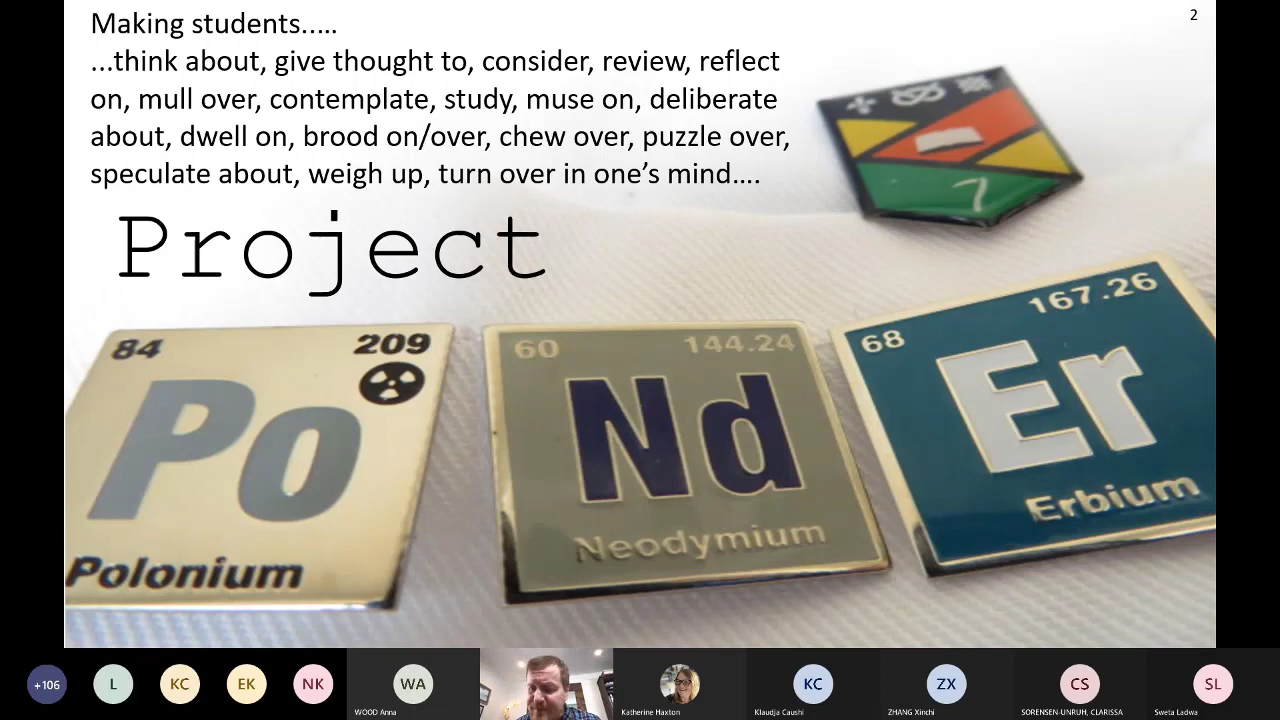 2
Making students.....
...think about, give thought to, consider, review, reflect
on, mull over, contemplate, study, muse on, deliberate
about, dwell on, brood on/over, chew over, puzzle over,
speculate about, weigh up, turn over in one's mind....
Project
7
84 209
Po
Polonium
60 144.24
Nd
Neodymium
68 167.26
Er
Erbium
+106 L KC EK NK WA KC ZX CS SL
WOOD Anna Katherine Haxton Klaudja Caushi ZHANG Xinchi SORENSEN-UNRUH, CLARISSA Sweta Ladwa